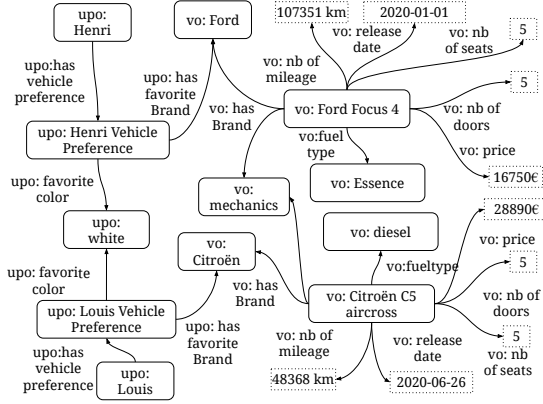 upo:
Henri
vo: Ford
107351 km
2020-01-01
vo: release
date
vo: nb
of seats
5
upo:has
vehicle
preference
upo: has
favorite
Brand
vo: nb of
mileage
5
vo: has
Brand
vo: Ford Focus 4
vo: nb of
doors
upo: Henri Vehicle
Preference
vo:fuel
type
vo: price
upo: favorite
color
vo:
mechanics
vo: Essence
16750€
28890€
upo:
white
vo: diesel
vo:
Citroën
vo: price
vo:fueltype
5
upo: favorite
color
vo: has
Brand
vo: Citroën C5
aircross
vo: nb of
doors
upo: Louis Vehicle
Preference
upo: has
favorite
Brand
vo: nb of
mileage
vo: release
date
5
vo: nb
of seats
upo:has
vehicle
preference
upo:
Louis
48368 km
2020-06-26